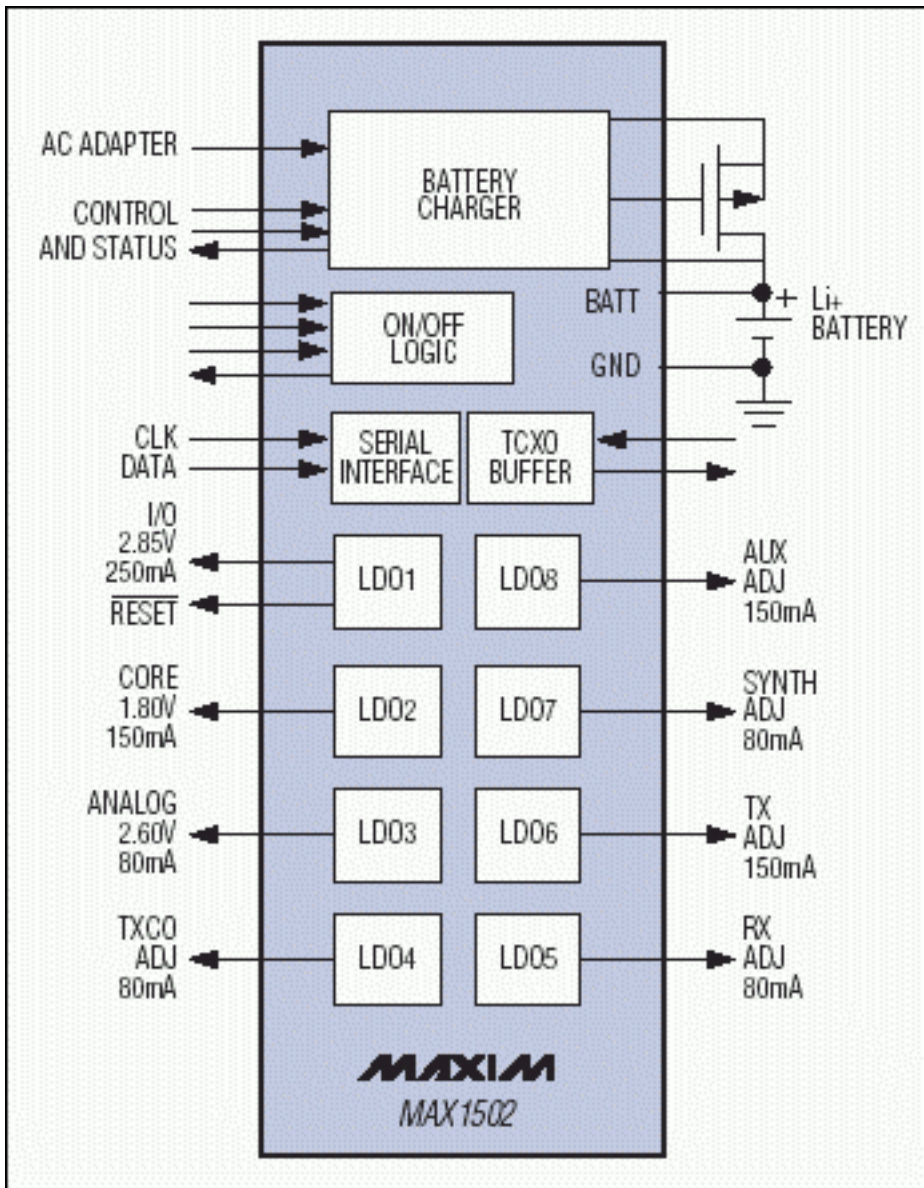 AC ADAPTER
CONTROL
AND STATUS
BATTERY
CHARGER
BATT
+ Li+
BATTERY
ON/OFF
LOGIC
GND
CLK
DATA
SERIAL
INTERFACE
TCXO
BUFFER
I/O
2.85V
250mA
RESET
LDO1
LDO8
AUX
ADJ
150mA
CORE
1.80V
150mA
LDO2
LDO7
SYNTH
ADJ
80mA
ANALOG
2.60V
80mA
LDO3
LDO6
TX
ADJ
150mA
TXCO
ADJ
80mA
LDO4
LDO5
RX
ADJ
80mA
MAXIM
MAX1502